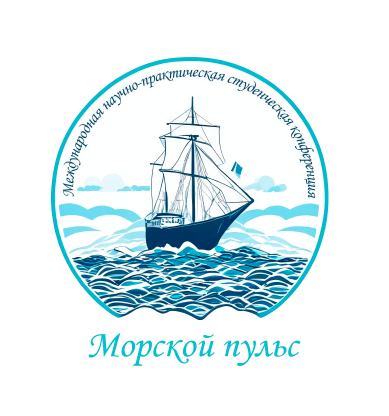 Международная научно-практическая студенческая конференция
Морской пульс